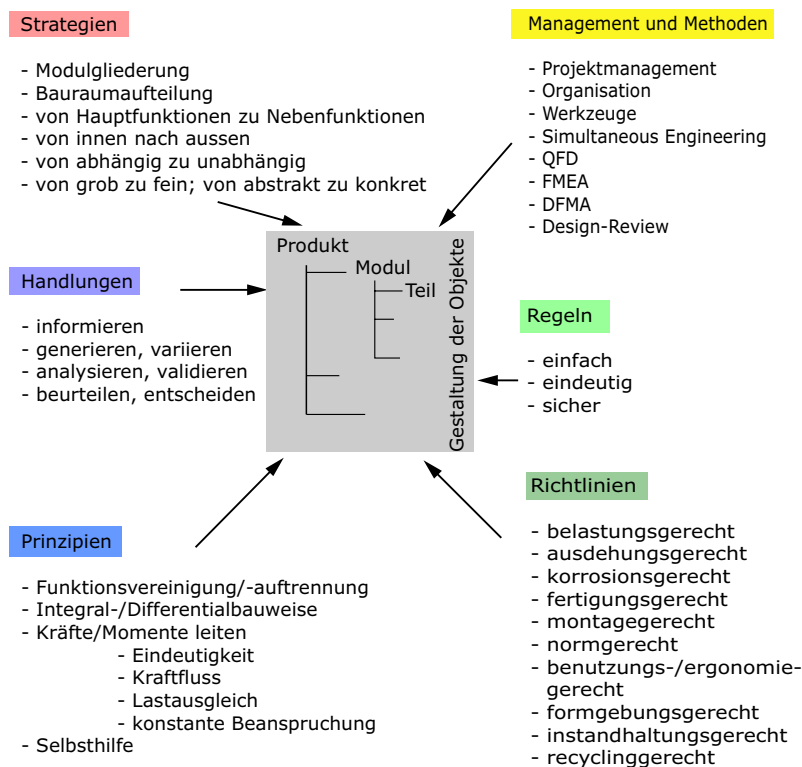 Strategien
- Modulgliederung
- Bauraumaufteilung
- von Hauptfunktionen zu Nebenfunktionen
- von innen nach aussen
- von abhängig zu unabhängig
- von grob zu fein; von abstrakt zu konkret
Management und Methoden
- Projektmanagement
- Organisation
- Werkzeuge
- Simultaneous Engineering
- QFD
- FMEA
- DFMA
- Design-Review
Produkt
Modul
Teil
Gestaltung der Objekte
Handlungen
- informieren
- generieren, variieren
- analysieren, validieren
- beurteilen, entscheiden
Regeln
- einfach
- eindeutig
- sicher
Prinzipien
- Funktionsvereinigung/-auftrennung
- Integral-/Differentialbauweise
- Kräfte/Momente leiten
- Eindeutigkeit
- Kraftfluss
- Lastausgleich
- konstante Beanspruchung
- Selbsthilfe
Richtlinien
- belastungsgerecht
- ausdehungsgerecht
- korrosionsgerecht
- fertigungsgerecht
- montagegerecht
- normgerecht
- benutzungs-/ergonomie-
gerecht
- formgebungsgerecht
- instandhaltungsgerecht
- recyclinggerecht